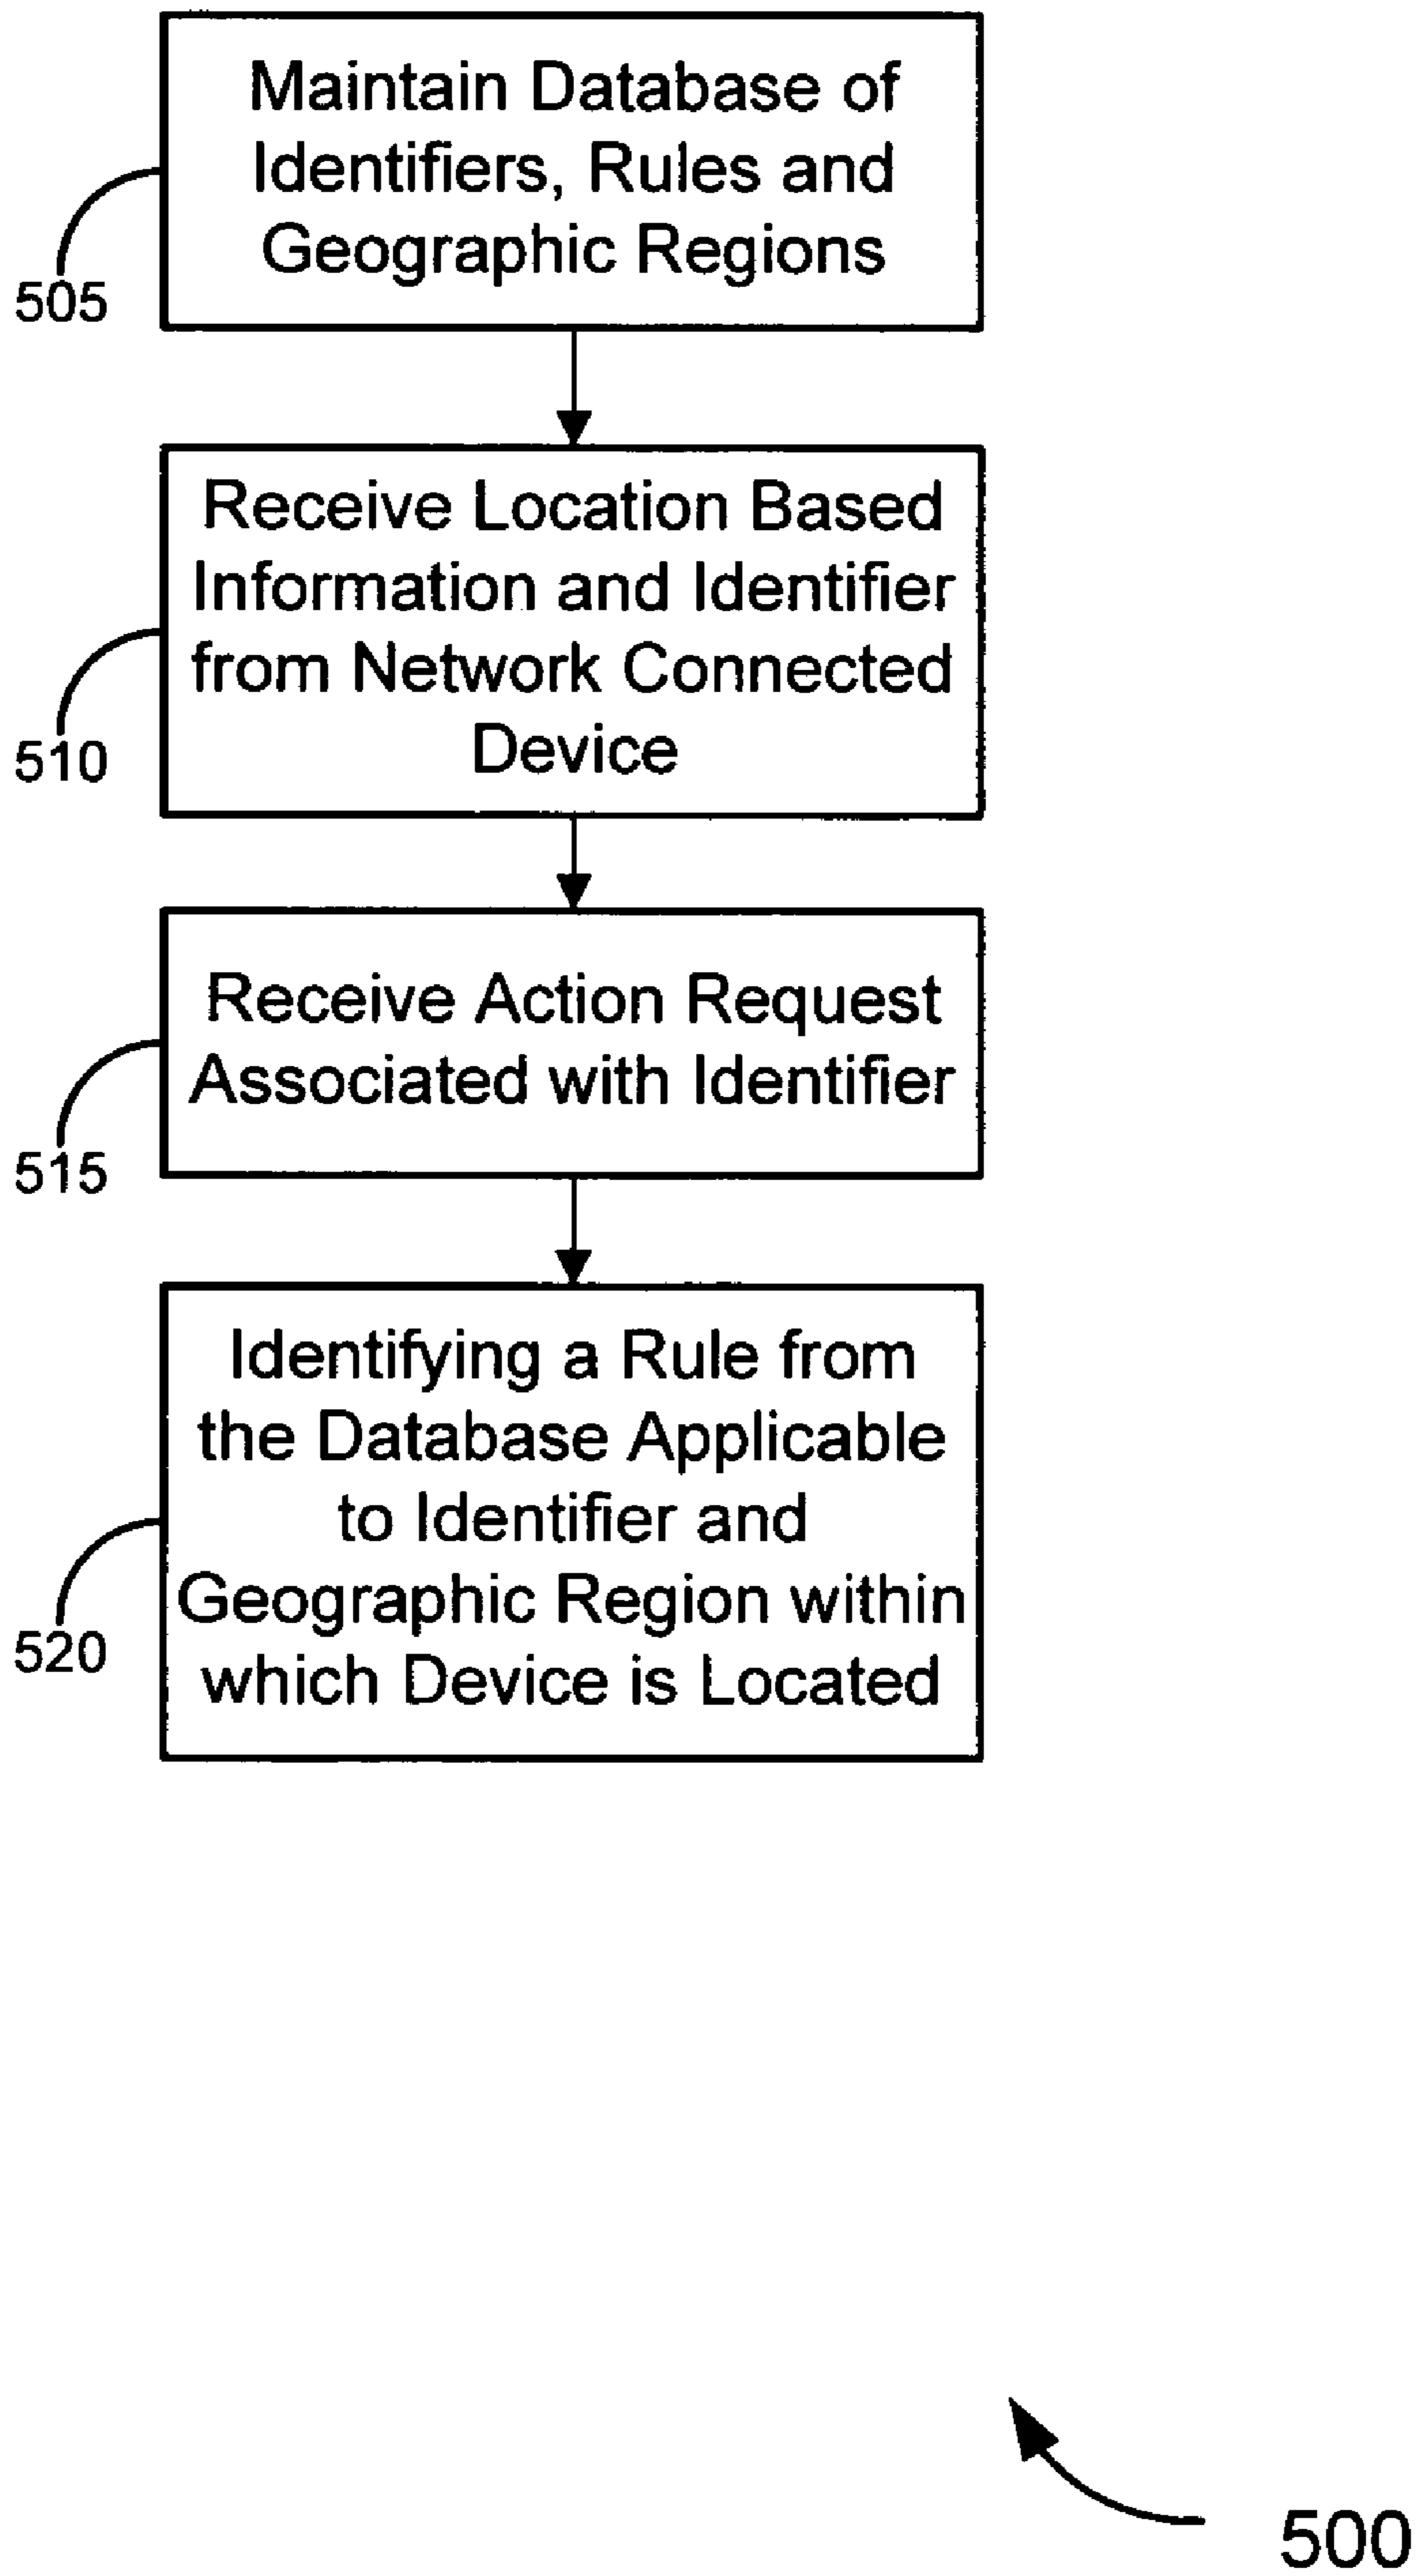 Maintain Database of
Identifiers, Rules and
Geographic Regions
505
Receive Location Based
Information and Identifier
from Network Connected
Device
510
Receive Action Request
Associated with Identifier
515
Identifying a Rule from
the Database Applicable
to Identifier and
Geographic Region within
which Device is Located
520
500